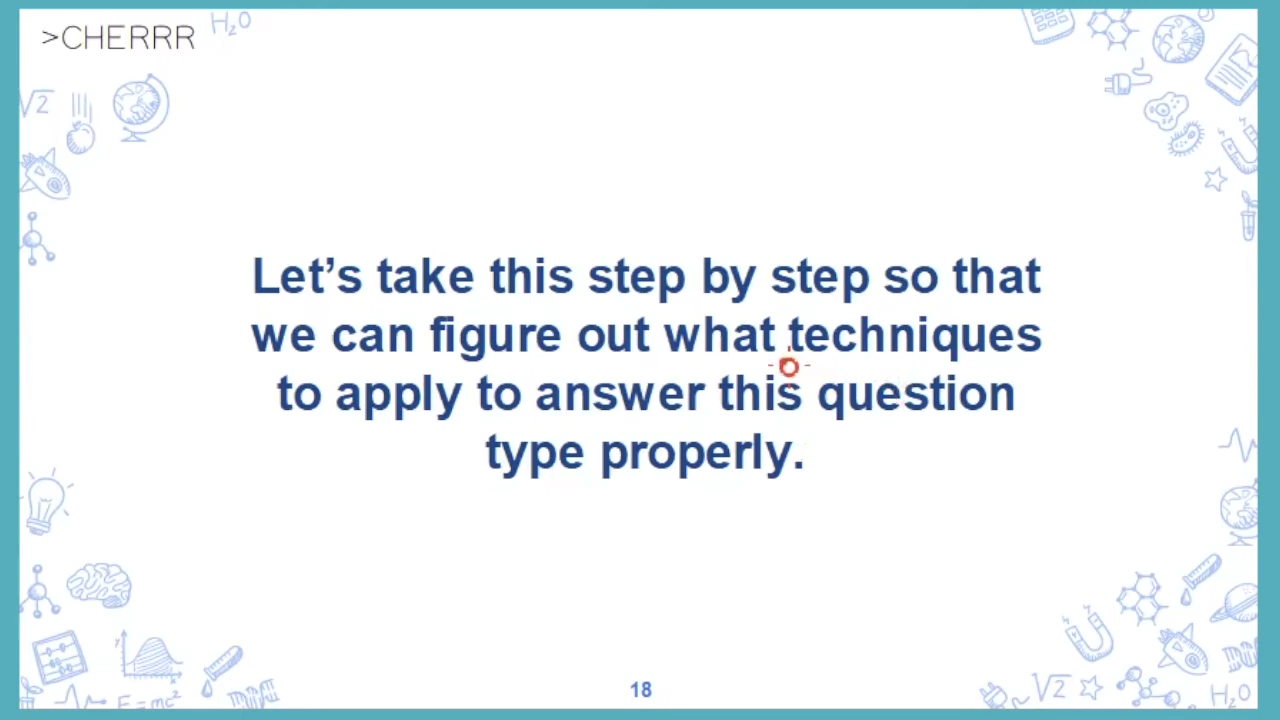 >CHERRR
H₂O
√2
Let's take this step by step so that
we can figure out what techniques
to apply to answer this question
type properly.
y
x
E=mc²
18
√2
H₂O